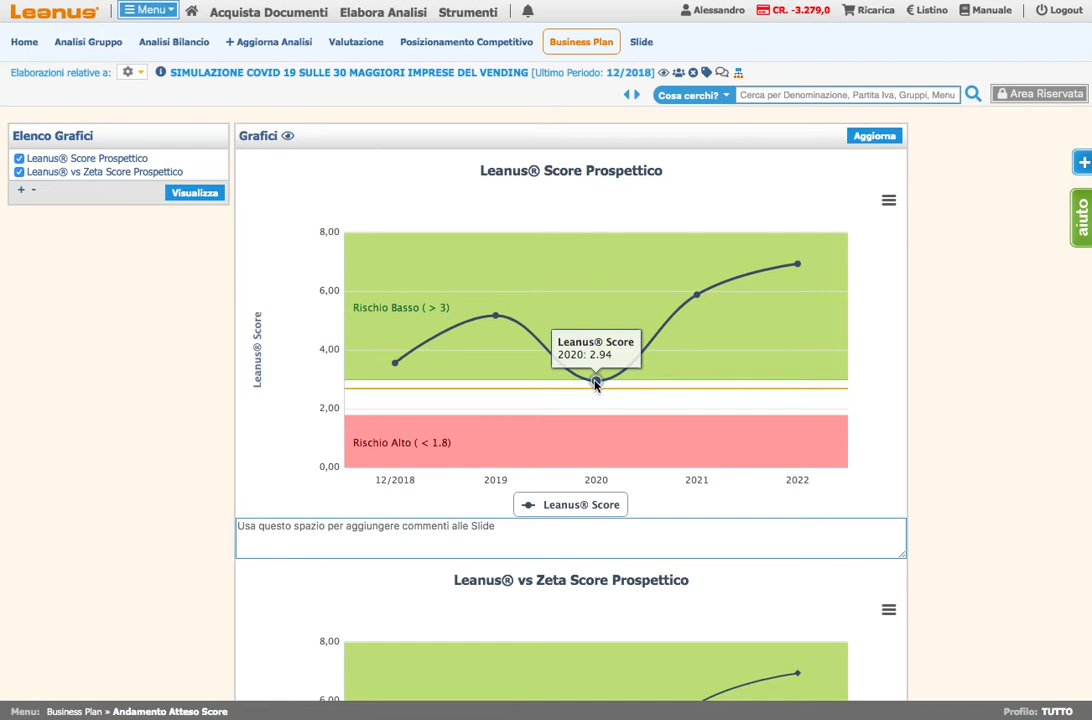 Leanus® Menu Acquista Documenti Elabora Analisi Strumenti Alessandro CR. -3.279,0 Ricarica € Listino Manuale Logout
Home Analisi Gruppo Analisi Bilancio + Aggiorna Analisi Valutazione Posizionamento Competitivo Business Plan Slide
Elaborazioni relative a: SIMULAZIONE COVID 19 SULLE 30 MAGGIORI IMPRESE DEL VENDING [Ultimo Periodo: 12/2018]
Cosa cerchi? Cerca per Denominazione, Partita Iva, Gruppi, Menu Area Riservata
Elenco Grafici
Leanus® Score Prospettico
Leanus® vs Zeta Score Prospettico
+ - Visualizza
Grafici Aggiorna
Leanus® Score Prospettico
8,00
6,00
Rischio Basso ( > 3)
Leanus® Score
Leanus® Score
2020: 2.94
4,00
2,00
Rischio Alto ( < 1.8)
0,00
12/2018 2019 2020 2021 2022
Leanus® Score
Usa questo spazio per aggiungere commenti alle Slide
Leanus® vs Zeta Score Prospettico
8,00
6,00
+
aiuto
Menu: Business Plan » Andamento Atteso Score Profilo: TUTTO